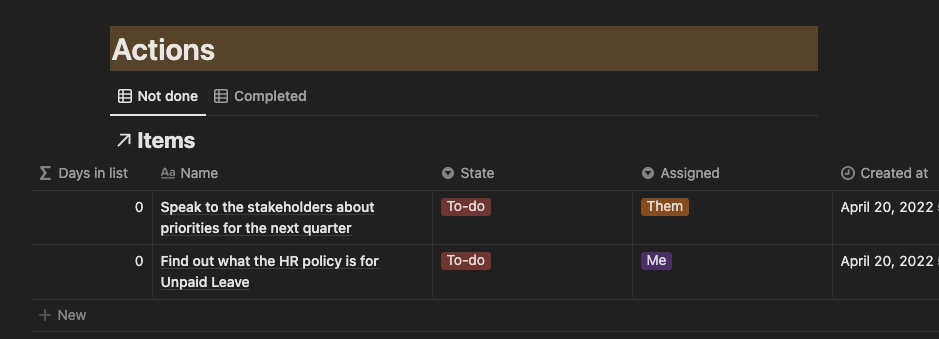 Actions
Not done Completed
Items
Days in list Aa Name State Assigned Created at
0 Speak to the stakeholders about To-do Them April 20, 2022
priorities for the next quarter
0 Find out what the HR policy is for To-do Me April 20, 2022
Unpaid Leave
+ New